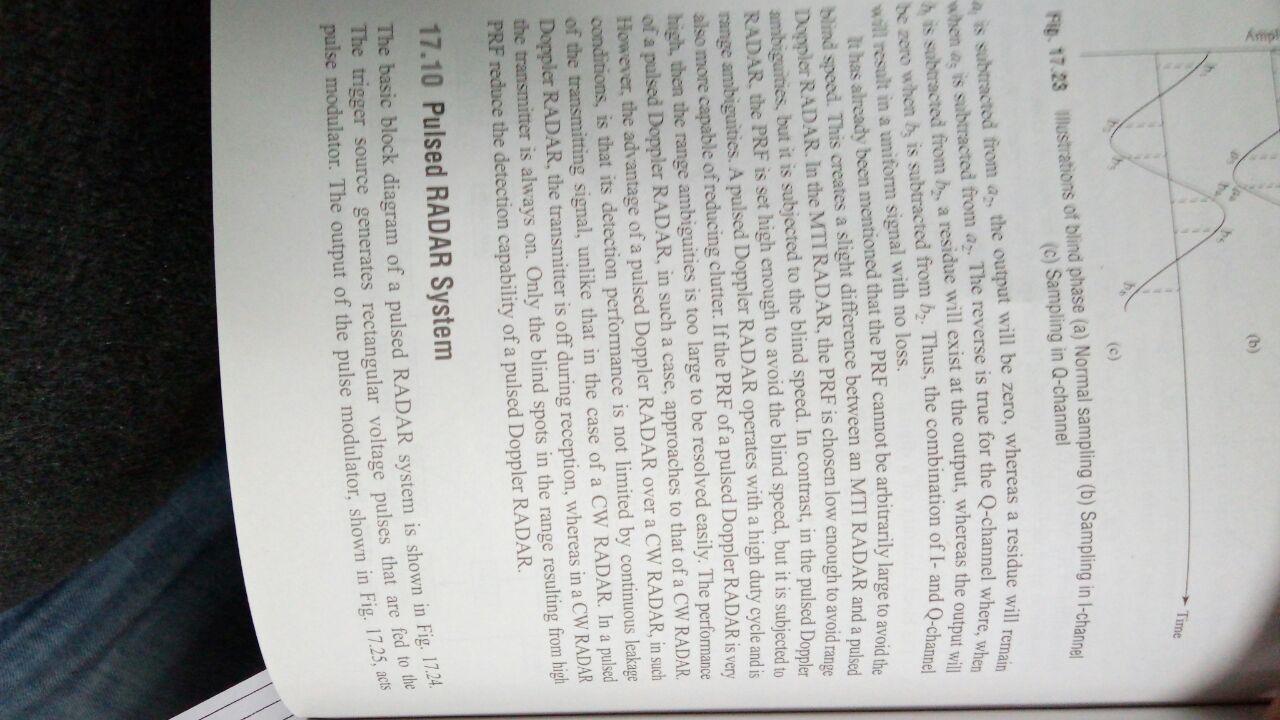 (b)
Time
(c)
Fig. 17.23 Illustrations of blind phase (a) Normal sampling (b) Sampling in I-channel
(c) Sampling in Q-channel
a₁ is subtracted from a₂, the output will be zero, whereas a residue will remain
when a₃ is subtracted from a₂. The reverse is true for the Q-channel where, when
b₁ is subtracted from b₂, a residue will exist at the output, whereas the output will
be zero when b₃ is subtracted from b₂. Thus, the combination of I- and Q-channel
will result in a uniform signal with no loss.
It has already been mentioned that the PRF cannot be arbitrarily large to avoid the
blind speed. This creates a slight difference between an MTI RADAR and a pulsed
Doppler RADAR. In the MTI RADAR, the PRF is chosen low enough to avoid range
ambiguities, but it is subjected to the blind speed. In contrast, in the pulsed Doppler
RADAR, the PRF is set high enough to avoid the blind speed, but it is subjected to
range ambiguities. A pulsed Doppler RADAR operates with a high duty cycle and is
also more capable of reducing clutter. If the PRF of a pulsed Doppler RADAR is very
high, then the range ambiguities is too large to be resolved easily. The performance
of a pulsed Doppler RADAR, in such a case, approaches to that of a CW RADAR.
However, the advantage of a pulsed Doppler RADAR over a CW RADAR, in such
conditions, is that its detection performance is not limited by continuous leakage
of the transmitting signal, unlike that in the case of a CW RADAR. In a pulsed
Doppler RADAR, the transmitter is off during reception, whereas in a CW RADAR
the transmitter is always on. Only the blind spots in the range resulting from high
PRF reduce the detection capability of a pulsed Doppler RADAR.
17.10 Pulsed RADAR System
The basic block diagram of a pulsed RADAR system is shown in Fig. 17.24.
The trigger source generates rectangular voltage pulses that are fed to the
pulse modulator. The output of the pulse modulator, shown in Fig. 17.25, acts